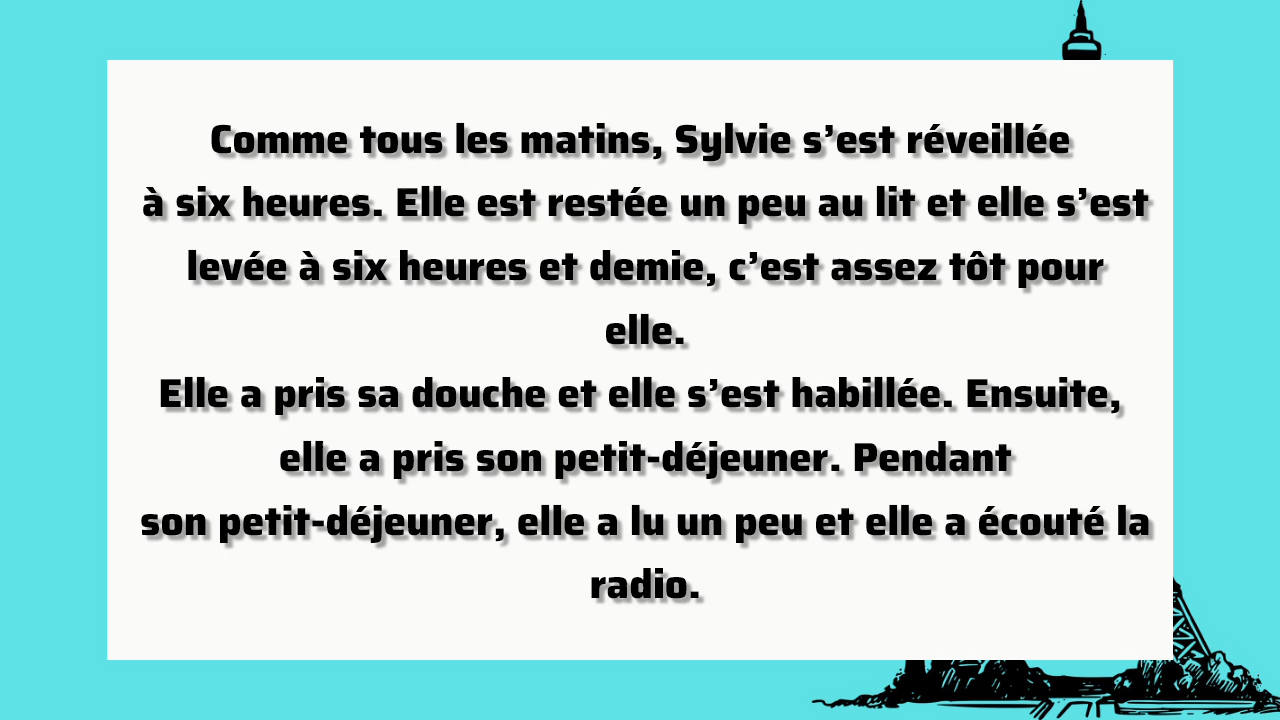 Comme tous les matins, Sylvie s’est réveillée
à six heures. Elle est restée un peu au lit et elle s’est
levée à six heures et demie, c’est assez tôt pour
elle.
Elle a pris sa douche et elle s’est habillée. Ensuite,
elle a pris son petit-déjeuner. Pendant
son petit-déjeuner, elle a lu un peu et elle a écouté la
radio.